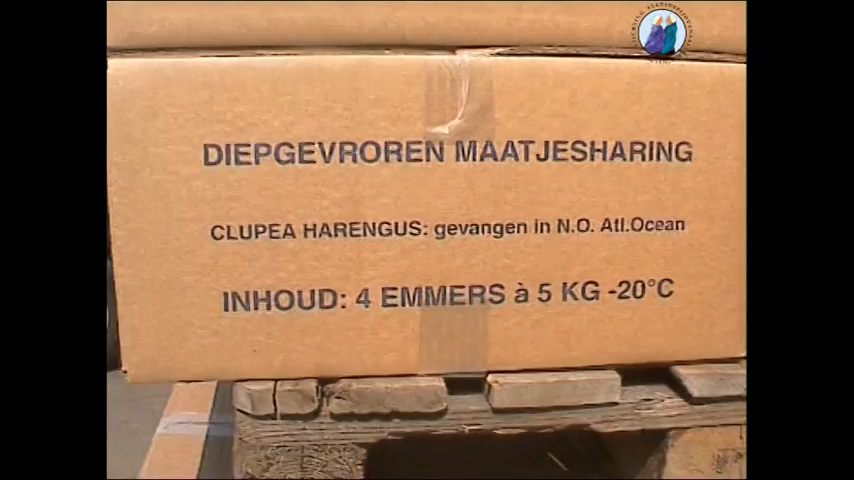 DIEPGEVROREN MAATJESHARING
CLUPEA HARENGUS: gevangen in N.O. Atl.Ocean
INHOUD: 4 EMMERS à 5 KG -20°C